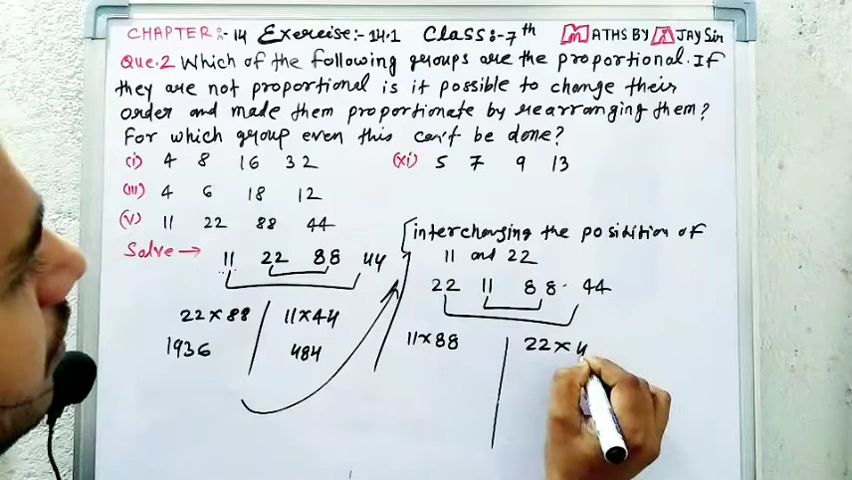 CHAPTER:-14 Exercise:-14.1 Class:-7th MATHS BY AJAY Sir
Que.2 Which of the following groups are the proportional. If
they are not proportional is it possible to change their
order and made them proportionate by rearranging them?
For which group even this can't be done?
(i) 4 8 16 32 (xi) 5 7 9 13
(iii) 4 6 18 12
(v) 11 22 88 44
Solve → 11 22 88 44
22×88 11×44
1936 484
interchanging the posidition of
11 and 22
22 11 88 44
11×88 22×4